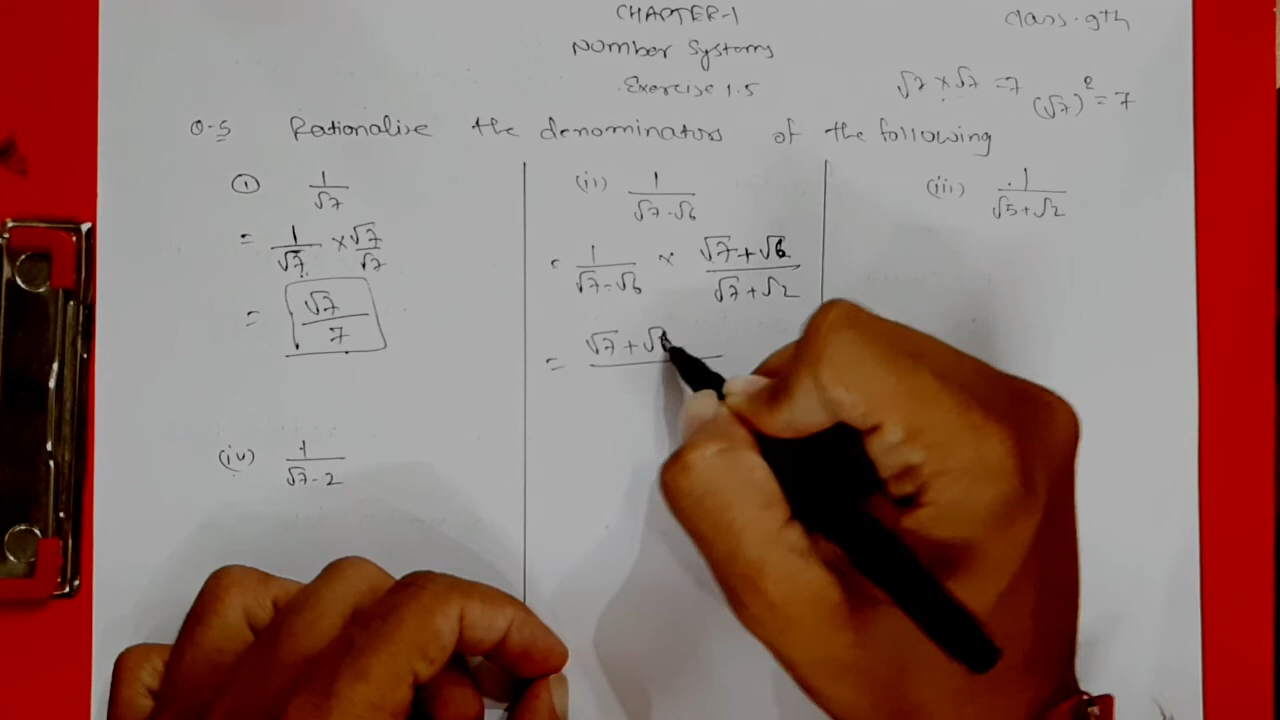 CHAPTER-1
class-9th
Number Systems
Exercise 1.5
√7 × √7 = 7 (√7)² = 7
Q-5 Rationalise the denominators of the following
(i) 1/√7
= 1/√7 × √7/√7
= √7/7
(ii) 1/(√7-√6)
= 1/(√7-√6) × (√7+√6)/(√7+√2)
= √7+√6
(iii) 1/(√5+√2)
(iv) 1/(√7-2)